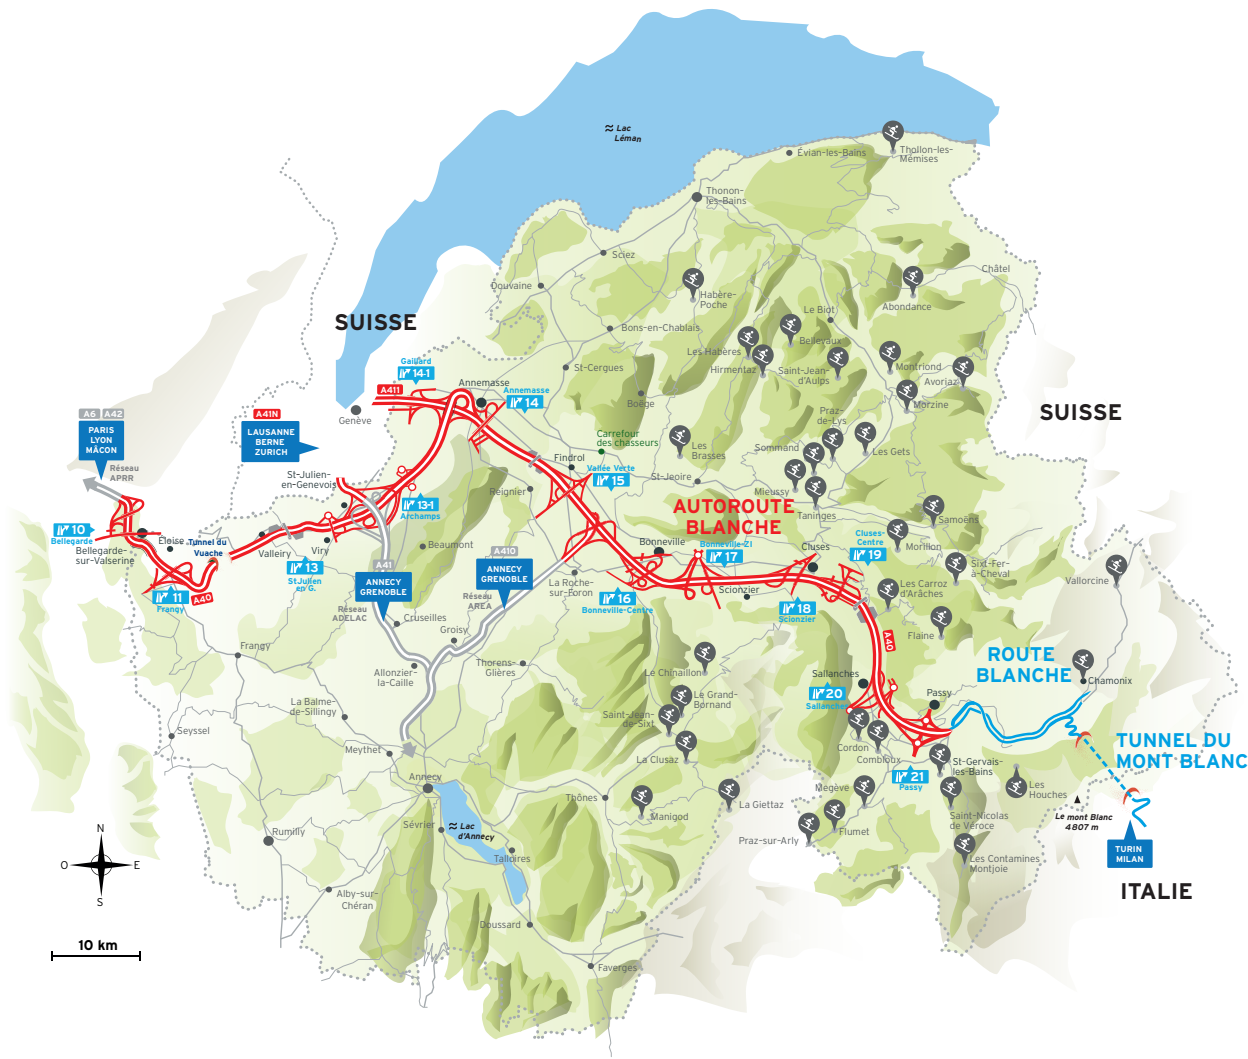 Lac
Léman
Évian-les-Bains
Thollon-les-
Mémises
Thonon-
les-Bains
Sciez
Douvaine
Châtel
Habère-
Poche
Abondance
Le Biot
SUISSE
Bons-en-Chablais
Bellevaux
Les Habères
Hirmentaz
Saint-Jean-
d'Aulps
Montriond
Avoriaz
St-Cergues
Gaillard
14-1
A411
Annemasse
Annemasse
14
Genève
Boëge
Morzine
Praz-
de-Lys
SUISSE
A6
A42
PARIS
LYON
MÂCON
A41N
LAUSANNE
BERNE
ZURICH
Carrefour
des chasseurs
Les
Brasses
Sommand
Les Gets
Réseau
APRR
St-Julien-
en-Genevois
Findrol
Vallée Verte
15
St-Jeoire
Mieussy
Reignier
13-1
Archamps
AUTOROUTE
BLANCHE
Taninges
Samoëns
10
Bellegarde
Bellegarde-
sur-Valserine
Éloise
Tunnel du
Vuache
Valleiry
Viry
Beaumont
A410
Bonneville
Bonneville-ZI
17
Cluses
Cluses-
Centre
19
Morillon
Sixt-Fer-
à-Cheval
Vallorcine
13
St Julien
en G.
A41
ANNECY
GRENOBLE
ANNECY
GRENOBLE
La Roche-
sur-Foron
11
Frangy
A40
16
Bonneville-Centre
Scionzier
18
Scionzier
Les Carroz
d'Arâches
Réseau
ADELAC
Réseau
AREA
Cruseilles
Groisy
Flaine
A40
Frangy
Allonzier-
la-Caille
Thorens-
Glières
Le Chinaillon
Sallanches
20
Sallanches
Passy
ROUTE
BLANCHE
Chamonix
La Balme-
de-Sillingy
Le Grand-
Bornand
Saint-Jean-
de-Sixt
Seyssel
Meythet
La Clusaz
Cordon
Combloux
21
Passy
St-Gervais-
les-Bains
TUNNEL DU
MONT BLANC
Annecy
Thônes
Manigod
La Giettaz
Megève
Les
Houches
Saint-Nicolas
de Véroce
Le mont Blanc
4807 m
Sévrier
Lac
d'Annecy
Rumilly
Praz-sur-Arly
Flumet
Les Contamines
Montjoie
TURIN
MILAN
Talloires
N
O
E
S
ITALIE
Alby-sur-
Chéran
Doussard
10 km
Faverges